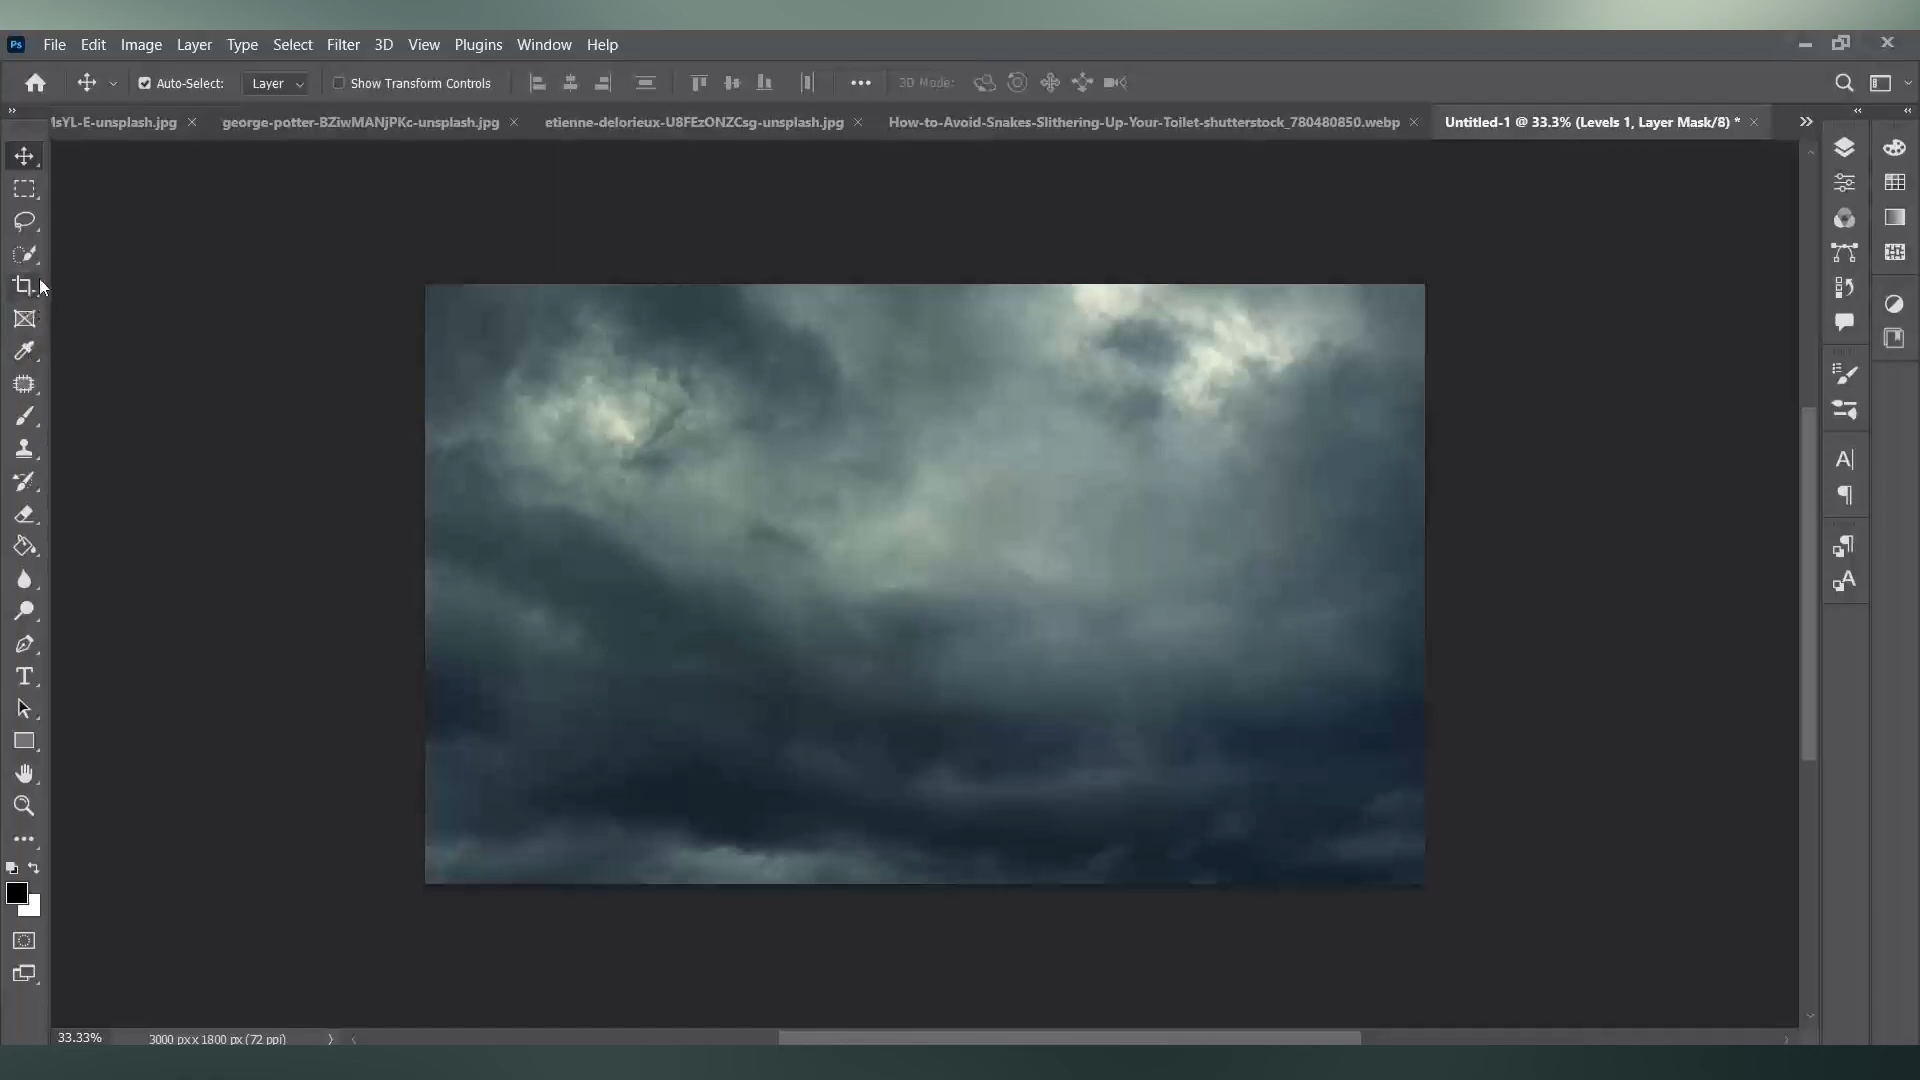 Ps File Edit Image Layer Type Select Filter 3D View Plugins Window Help
Auto-Select: Layer Show Transform Controls 3D Mode:
IsYL-E-unsplash.jpg george-potter-BZiwMANjPKc-unsplash.jpg etienne-delorieux-U8FEzONZCsg-unsplash.jpg How-to-Avoid-Snakes-Slithering-Up-Your-Toilet-shutterstock_780480850.webp Untitled-1 @ 33.3% (Levels 1, Layer Mask/8) *
33.33% 3000 px x 1800 px (72 ppi)